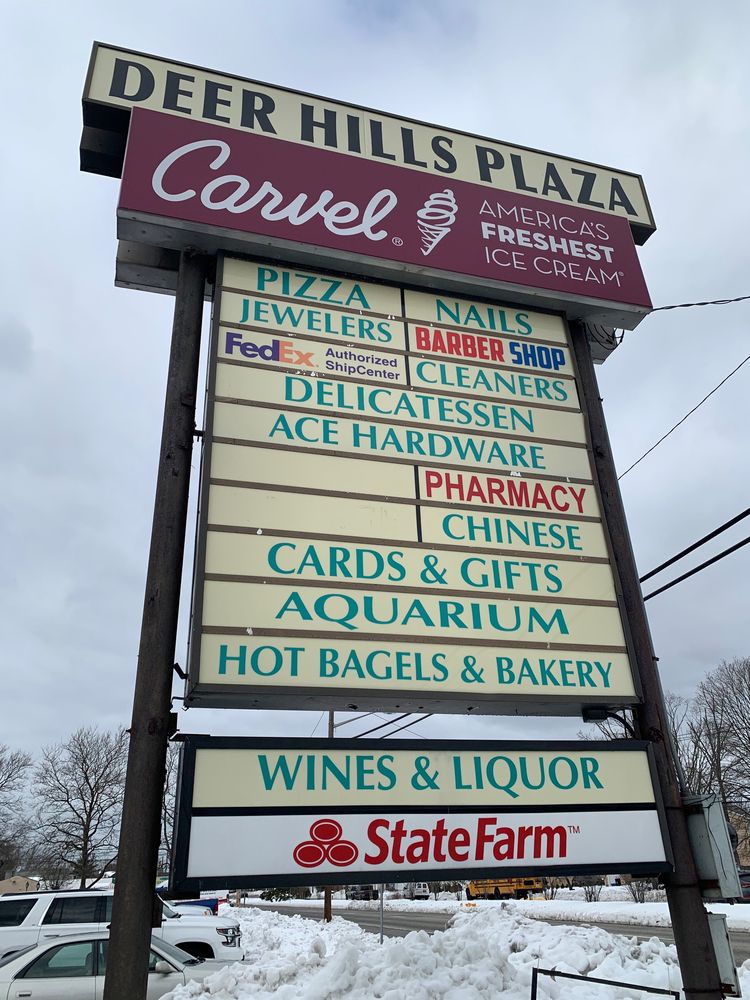 DEER HILLS PLAZA
Carvel®
AMERICA'S
FRESHEST
ICE CREAM®
PIZZA
NAILS
JEWELERS
BARBER SHOP
FedEx Authorized
ShipCenter
CLEANERS
DELICATESSEN
ACE HARDWARE
PHARMACY
CHINESE
CARDS & GIFTS
AQUARIUM
HOT BAGELS & BAKERY
WINES & LIQUOR
StateFarm™